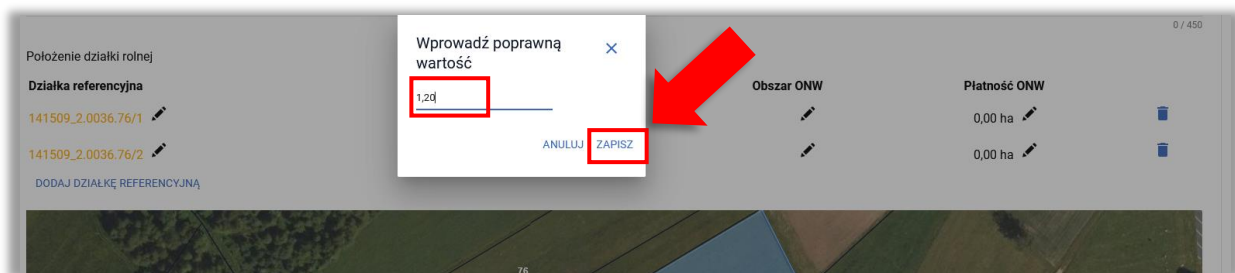 0 / 450
Wprowadź poprawną
wartość
Położenie działki rolnej
Działka referencyjna Obszar ONW Płatność ONW
1,20
141509_2.0036.76/1 0,00 ha
ANULUJ ZAPISZ
141509_2.0036.76/2 0,00 ha
DODAJ DZIAŁKĘ REFERENCYJNĄ
76